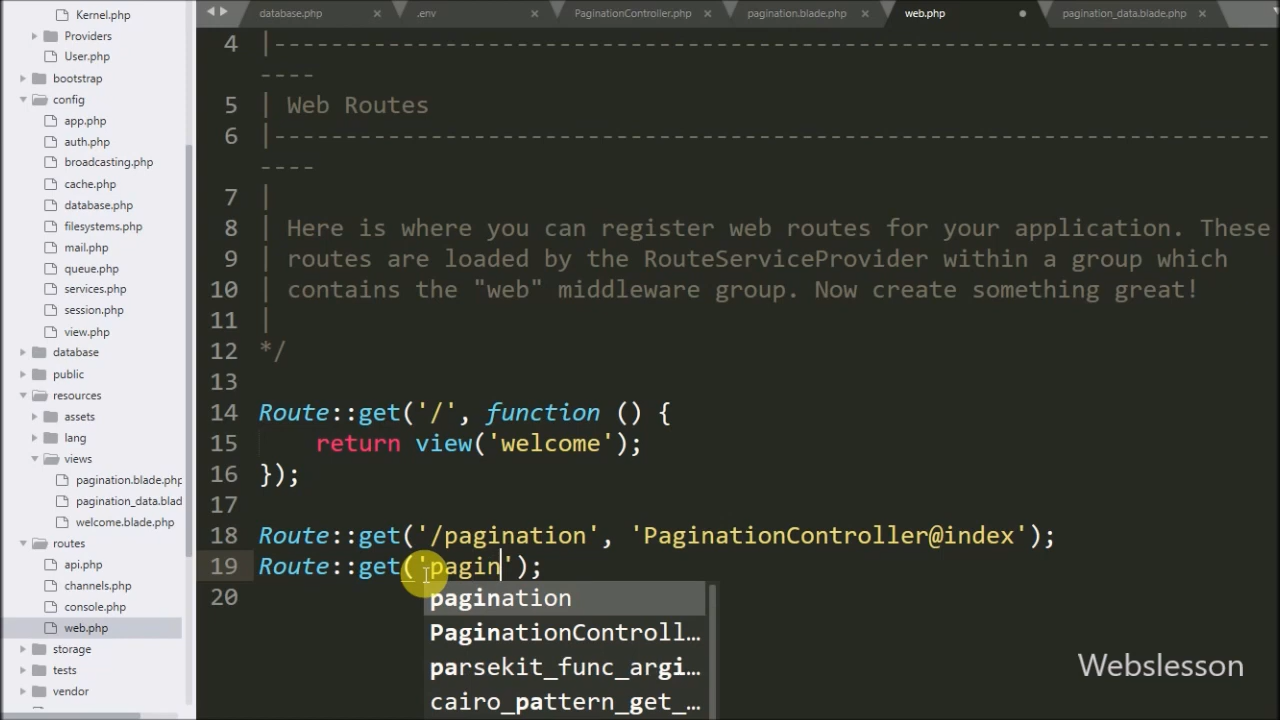 database.php
.env
PaginationController.php
pagination.blade.php
web.php
pagination_data.blade.php
Kernel.php
Providers
User.php
bootstrap
config
app.php
auth.php
broadcasting.php
cache.php
database.php
filesystems.php
mail.php
queue.php
services.php
session.php
view.php
database
public
resources
assets
lang
views
pagination.blade.php
pagination_data.blad
welcome.blade.php
routes
api.php
channels.php
console.php
web.php
storage
tests
vendor
4 |----------------------------------------------------------------------
----
5 | Web Routes
6 |----------------------------------------------------------------------
----
7 |
8 | Here is where you can register web routes for your application. These
9 | routes are loaded by the RouteServiceProvider within a group which
10 | contains the "web" middleware group. Now create something great!
11 |
12 */
13
14 Route::get('/', function () {
15 return view('welcome');
16 });
17
18 Route::get('/pagination', 'PaginationController@index');
19 Route::get('pagin');
20
pagination
PaginationControll…
parsekit_func_argi…
cairo_pattern_get_…
Webslesson